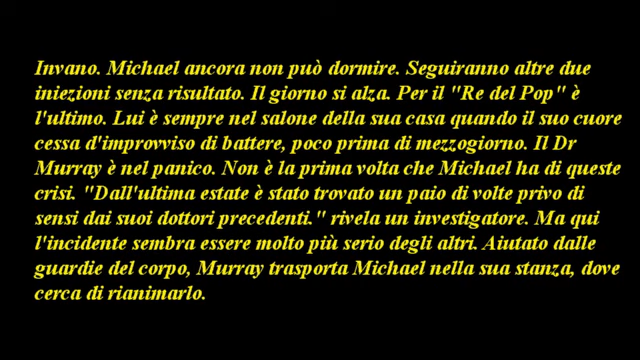 Invano. Michael ancora non può dormire. Seguiranno altre due
iniezioni senza risultato. Il giorno si alza. Per il "Re del Pop" è
l'ultimo. Lui è sempre nel salone della sua casa quando il suo cuore
cessa d'improvviso di battere, poco prima di mezzogiorno. Il Dr
Murray è nel panico. Non è la prima volta che Michael ha di queste
crisi. "Dall'ultima estate è stato trovato un paio di volte privo di
sensi dai suoi dottori precedenti." rivela un investigatore. Ma qui
l'incidente sembra essere molto più serio degli altri. Aiutato dalle
guardie del corpo, Murray trasporta Michael nella sua stanza, dove
cerca di rianimarlo.